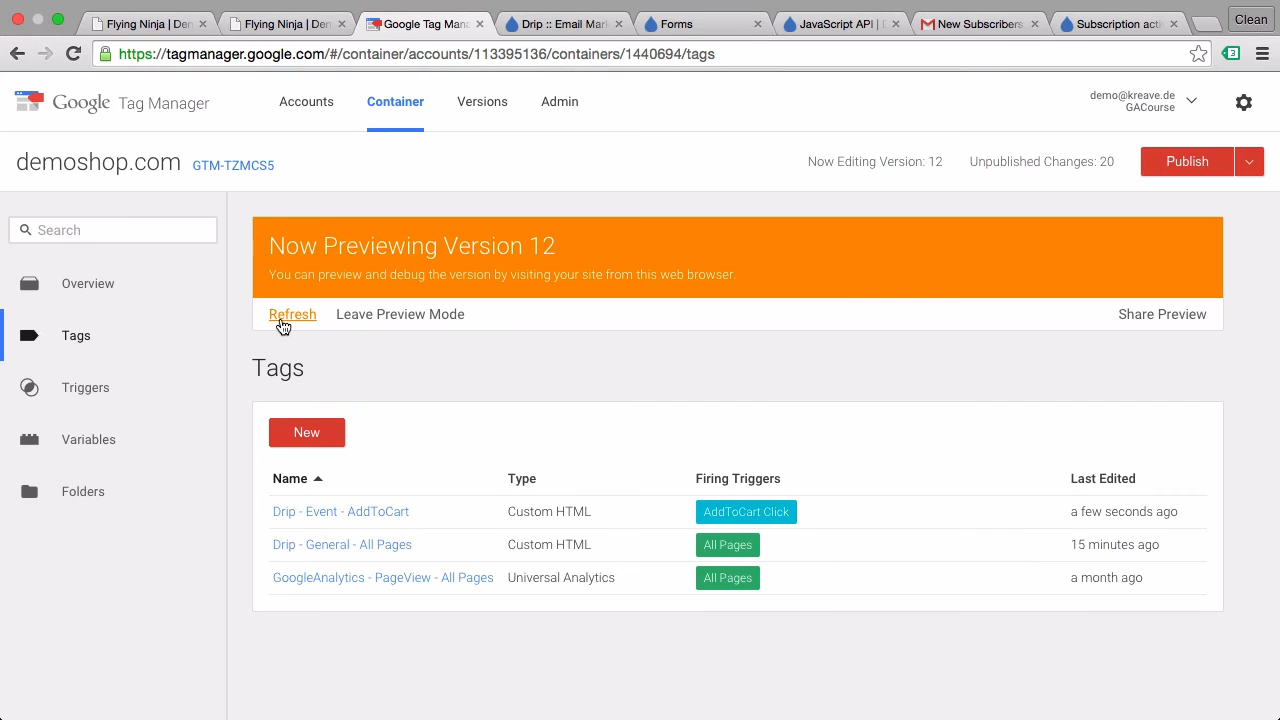 Flying Ninja | Den
Flying Ninja | Den
Google Tag Mana
Drip :: Email Mark
Forms
JavaScript API | D
New Subscribers
Subscription acti
Clean
https://tagmanager.google.com/#/container/accounts/113395136/containers/1440694/tags
3
Google Tag Manager
Accounts
Container
Versions
Admin
demo@kreave.de
GACourse
demoshop.com GTM-TZMCS5
Now Editing Version: 12
Unpublished Changes: 20
Publish
Search
Overview
Tags
Triggers
Variables
Folders
Now Previewing Version 12
You can preview and debug the version by visiting your site from this web browser.
Refresh Leave Preview Mode Share Preview
Tags
New
Name Type Firing Triggers Last Edited
Drip - Event - AddToCart Custom HTML AddToCart Click a few seconds ago
Drip - General - All Pages Custom HTML All Pages 15 minutes ago
GoogleAnalytics - PageView - All Pages Universal Analytics All Pages a month ago